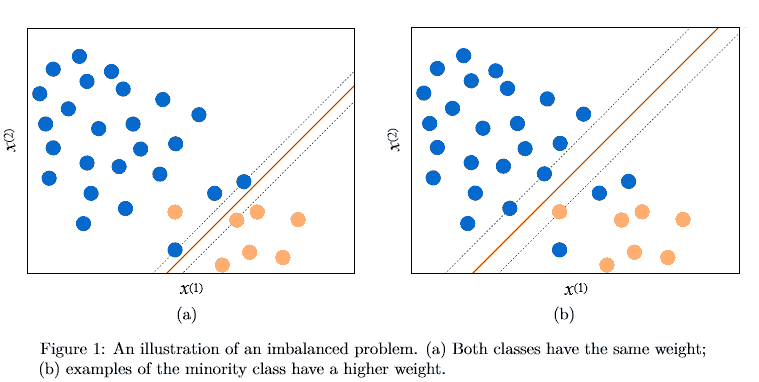 x(2)
x(1)
(a)
x(2)
x(1)
(b)
Figure 1: An illustration of an imbalanced problem. (a) Both classes have the same weight;
(b) examples of the minority class have a higher weight.